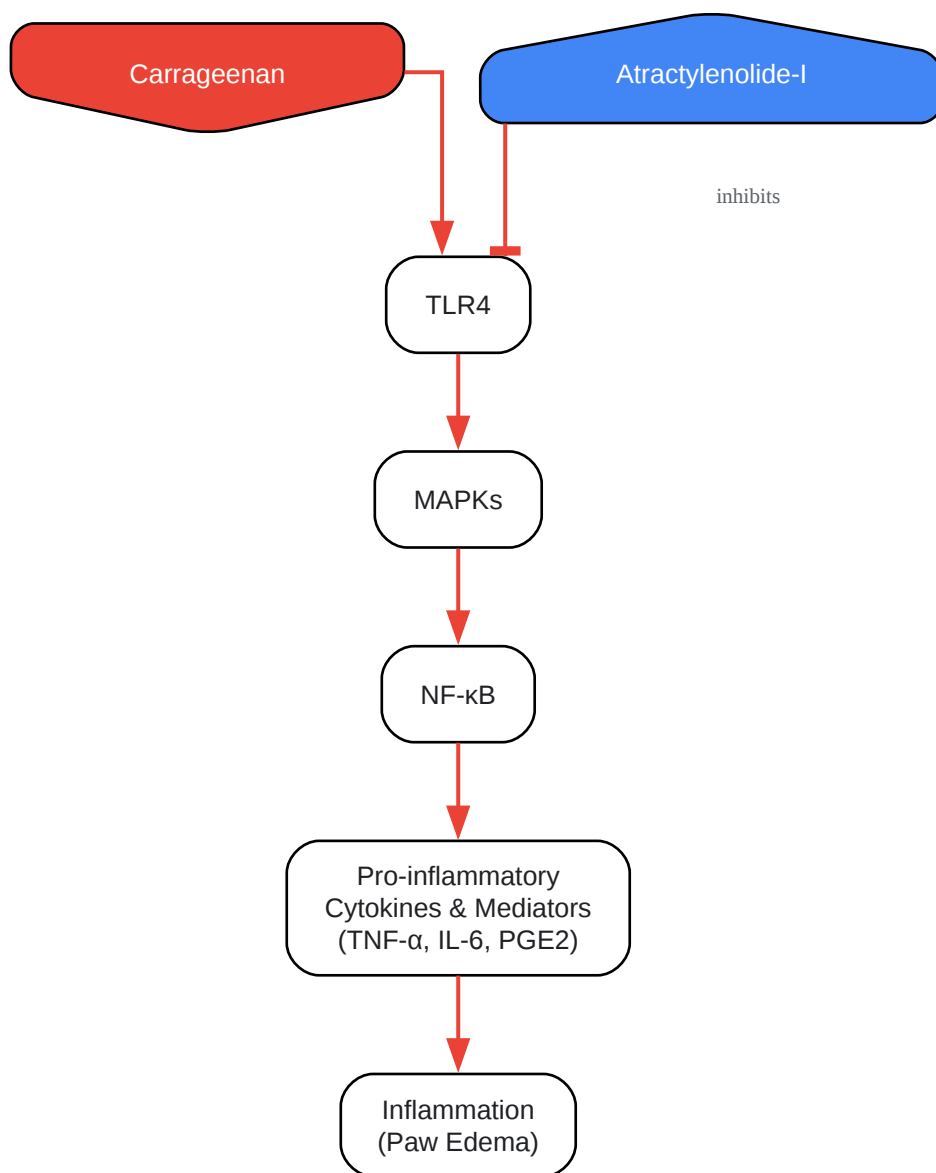 Carrageenan
Atractylenolide-I
inhibits
TLR4
MAPKs
NF-κB
Pro-inflammatory
Cytokines & Mediators
(TNF-α, IL-6, PGE2)
Inflammation
(Paw Edema)